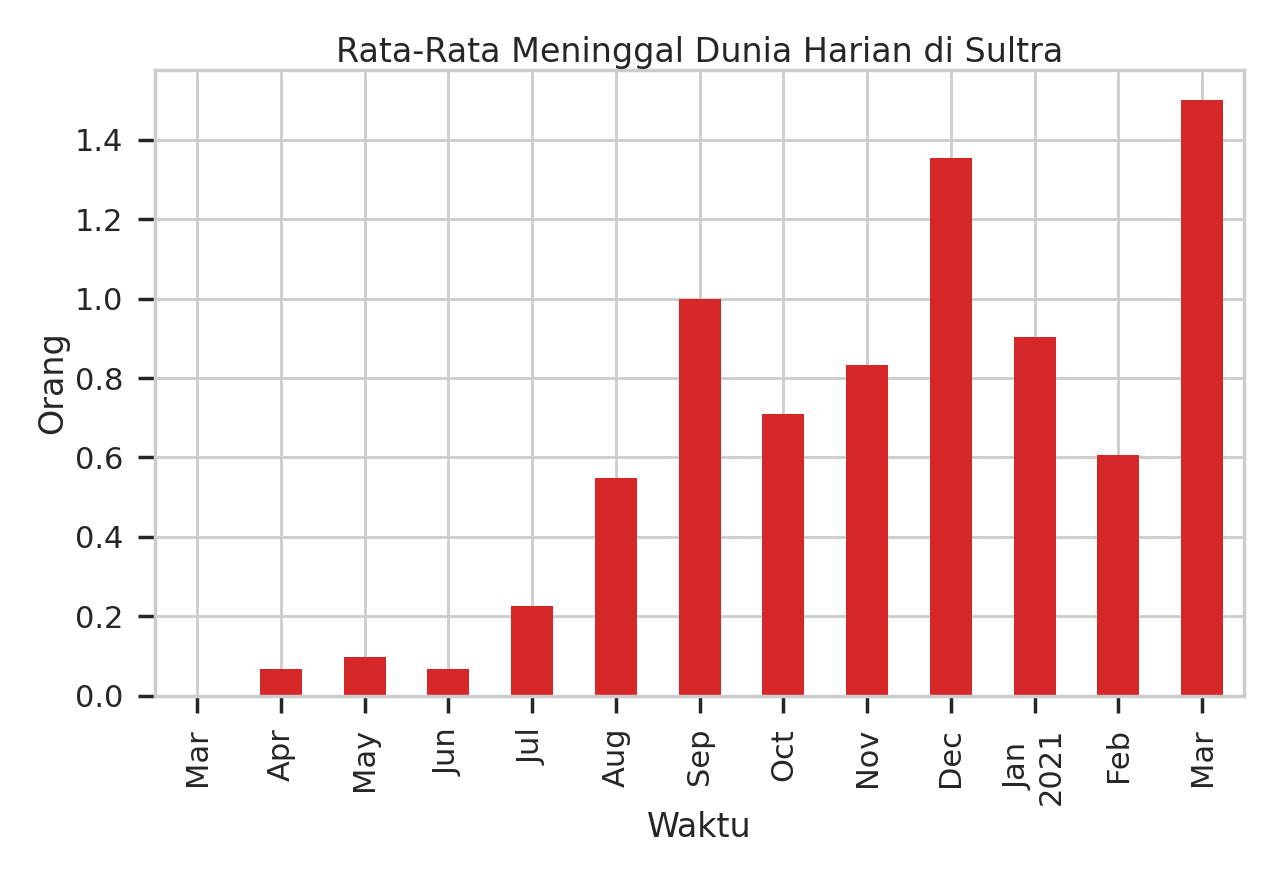 Rata-Rata Meninggal Dunia Harian di Sultra
1.4
1.2
1.0
0.8
0.6
0.4
0.2
0.0
Orang
Mar
Apr
May
Jun
Jul
Aug
Sep
Oct
Nov
Dec
Jan
2021
Feb
Mar
Waktu